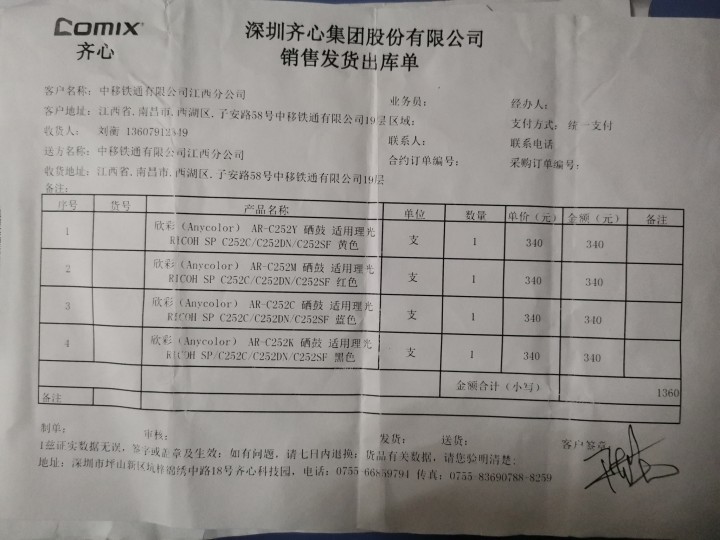 COMIX
齐心
深圳齐心集团股份有限公司
销售发货出库单
客户名称: 中移铁通有限公司江西分公司 业务员: 经办人:
客户地址: 江西省.南昌市.西湖区.子安路58号中移铁通有限公司19层 区域: 支付方式: 统一支付
收货人: 刘衡 联系人: 联系电话
送方名称: 中移铁通有限公司江西分公司 合约订单编号: 采购订单编号:
收货地址: 江西省.南昌市.西湖区.子安路58号中移铁通有限公司19层
备注:
序号 货号 产品名称 单位 数量 单价（元） 金额（元） 备注
1 欣彩（Anycolor） AR-C252Y 硒鼓 适用理光 支 1 340 340
RICOH SP C252C/C252DN/C252SF 黄色
2 欣彩（Anycolor） AR-C252M 硒鼓 适用理光 支 1 340 340
RICOH SP C252C/C252DN/C252SF 红色
3 欣彩（Anycolor） AR-C252C 硒鼓 适用理光 支 1 340 340
RICOH SP C252C/C252DN/C252SF 蓝色
4 欣彩（Anycolor） AR-C252K 硒鼓 适用理光 支 1 340 340
RICOH SP/C252C/C252DN/C252SF 黑色
金额合计（小写） 1360
备注
制单: 审核: 发货: 送货: 客户签章:
1兹证实数据无误，签字或盖章及生效: 如有问题，请七日内退换: 货品有关数据，请您验明清楚:
地址: 深圳市坪山新区坑梓锦绣中路18号齐心科技园，电话: 0755-66859794 传真: 0755-83690788-8259